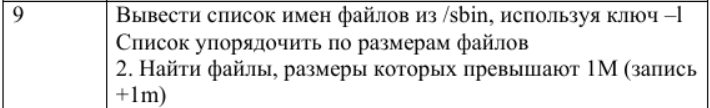 9
Вывести список имен файлов из /sbin, используя ключ –l
Список упорядочить по размерам файлов
2. Найти файлы, размеры которых превышают 1М (запись
+1m)